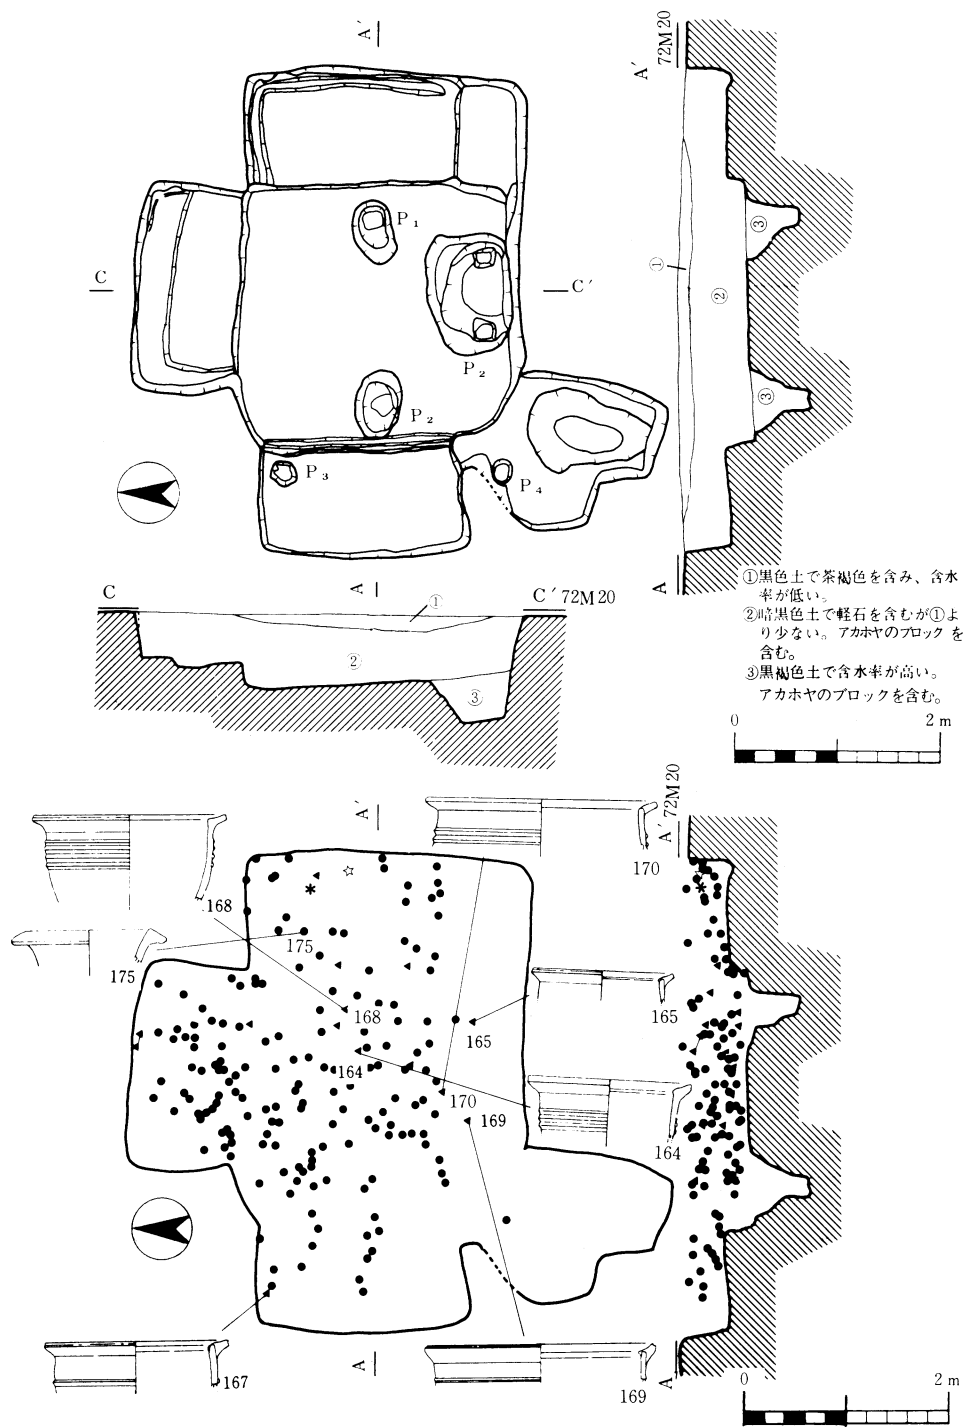 A′
A′
72M20
P₁
①
③
②
C
C′
P₂
P₂
③
P₃
P₄
A
A
C
C′ 72M20
①
②
③
①黒色土で茶褐色を含み、含水
率が低い。
②暗黒色土で軽石を含むが①よ
り少ない。アカホヤのブロックを
含む。
③黒褐色土で含水率が高い。
アカホヤのブロックを含む。
0
2 m
A′
A′ 72M20
170
168
175
175
168
165
165
164
170
169
164
167
A
169
A
0
2 m